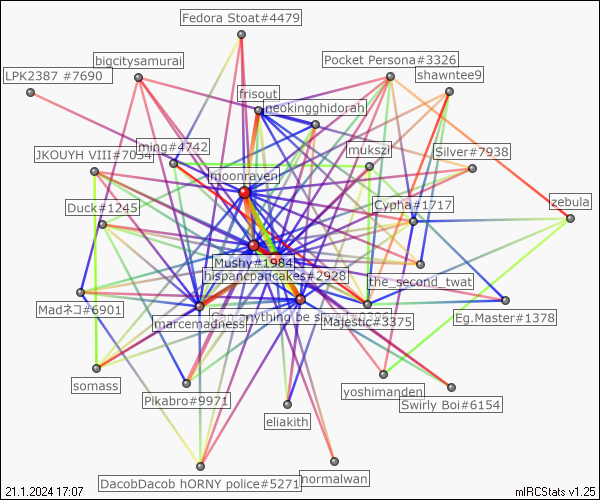 Fedora Stoat#4479
Pocket Persona#3326
bigcitysamurai
LPK2387 #7690
shawntee9
frisout
neokingghidorah
ming#4742
mukszil
Silver#7938
JKOUYH VIII#7034
moonraven
Duck#1245
Cypha#1717
zebula
Mushy#1984
hispancpancakes#2928
the_second_twat
Madネコ#6901
marcemadness
Can anything be
Majestic#3375
Eg.Master#1378
somass
Pikabro#9971
yoshimanden
Swirly Boi#6154
eliakith
DacobDacob hORNY police#5271
normalwan
21.1.2024 17:07
mIRCStats v1.25